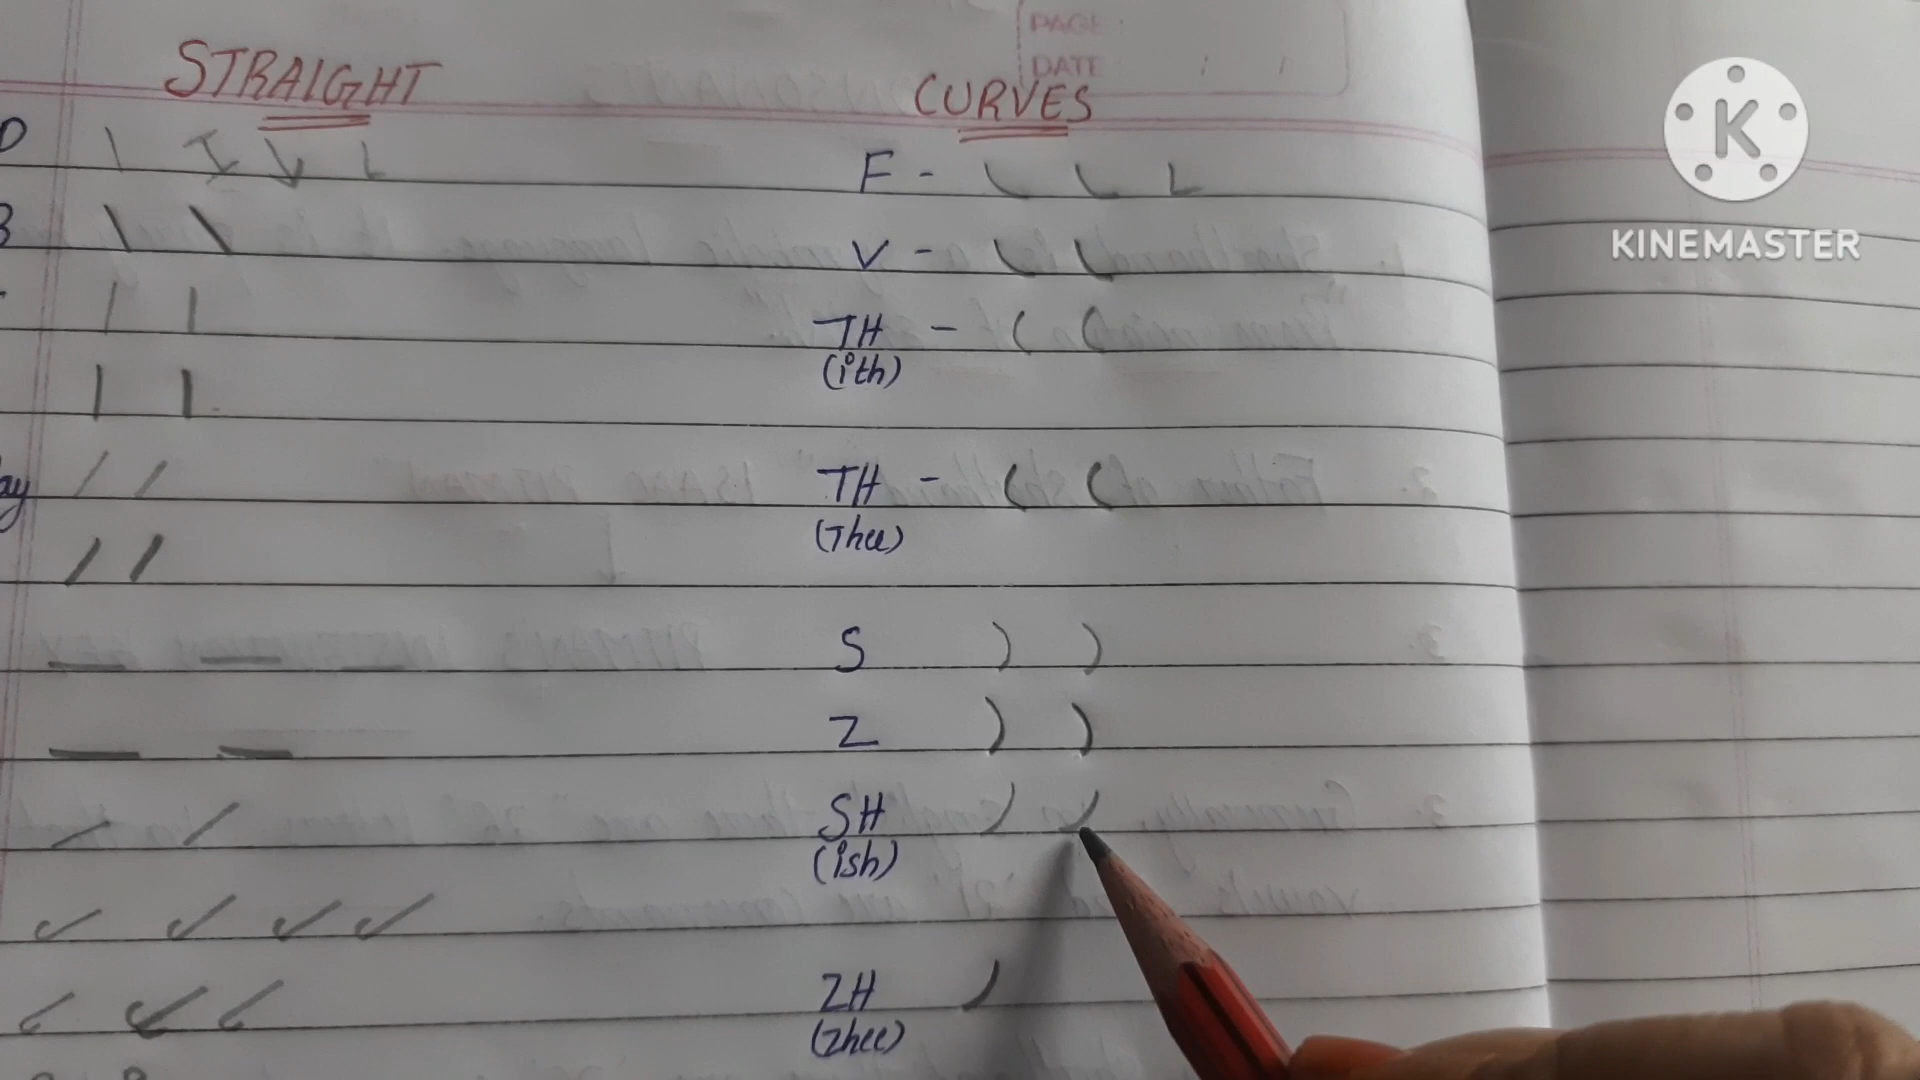 PAGE
DATE
STRAIGHT
CURVES
F -
V -
TH -
(ith)
TH -
(Thee)
S
Z
SH
(ish)
ZH
(zhee)
K
KINEMASTER